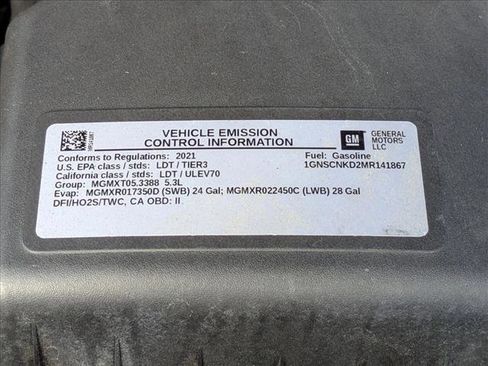 VEHICLE EMISSION
CONTROL INFORMATION
GM
GENERAL
MOTORS
LLC
Conforms to Regulations: 2021
Fuel: Gasoline
U.S. EPA class / stds: LDT / TIER3
1GNSCNKD2MR141867
California class / stds: LDT / ULEV70
Group: MGMXT05.3388 5.3L
Evap: MGMXR017350D (SWB) 24 Gal; MGMXR022450C (LWB) 28 Gal
DFI/HO2S/TWC, CA OBD: II